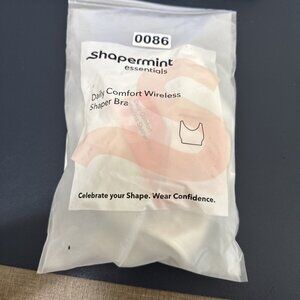 0086
shapermint
essentials
Daily Comfort Wireless
Shaper Bra
Celebrate your Shape. Wear Confidence.